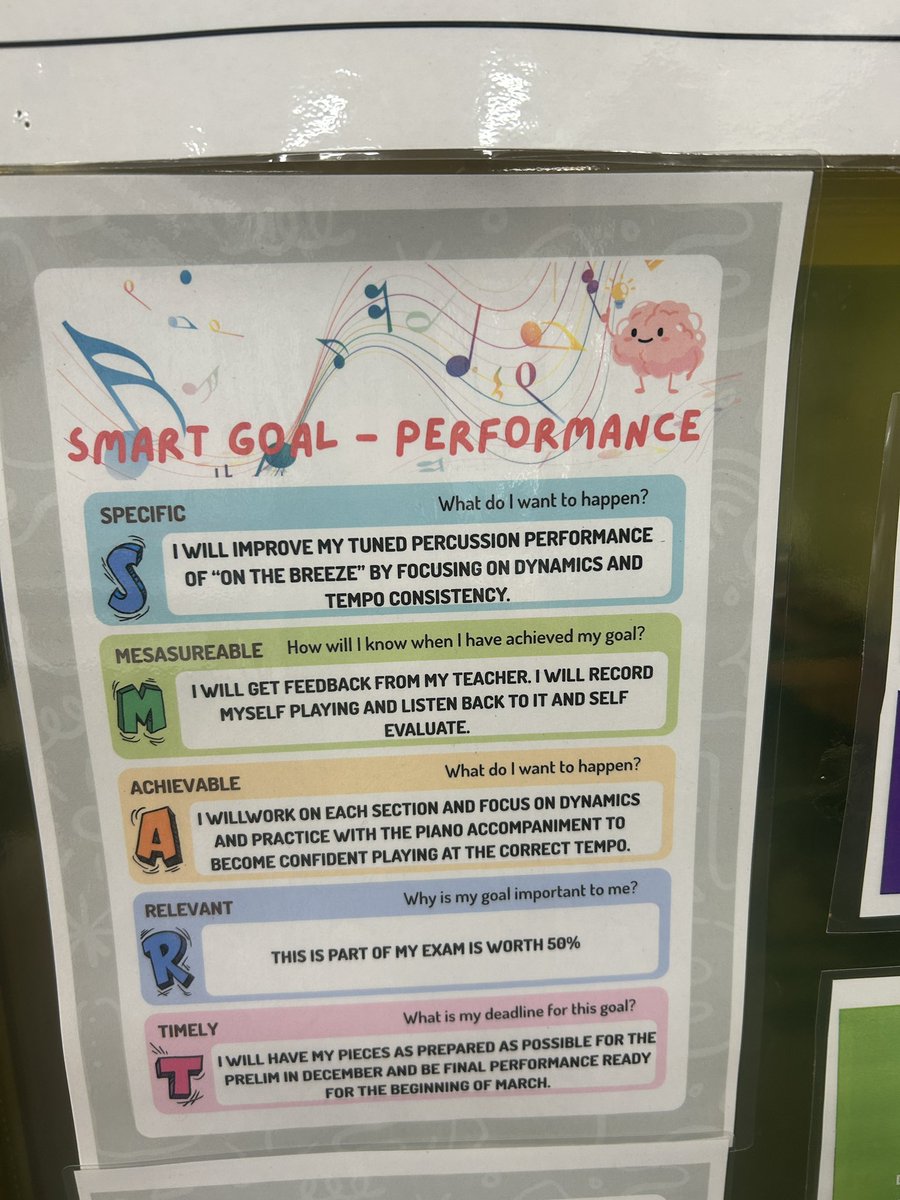 SMART GOAL - PERFORMANCE
SPECIFIC What do I want to happen?
S
I WILL IMPROVE MY TUNED PERCUSSION PERFORMANCE
OF "ON THE BREEZE" BY FOCUSING ON DYNAMICS AND
TEMPO CONSISTENCY.
MESASUREABLE How will I know when I have achieved my goal?
M
I WILL GET FEEDBACK FROM MY TEACHER. I WILL RECORD
MYSELF PLAYING AND LISTEN BACK TO IT AND SELF
EVALUATE.
ACHIEVABLE What do I want to happen?
A
I WILLWORK ON EACH SECTION AND FOCUS ON DYNAMICS
AND PRACTICE WITH THE PIANO ACCOMPANIMENT TO
BECOME CONFIDENT PLAYING AT THE CORRECT TEMPO.
RELEVANT Why is my goal important to me?
R
THIS IS PART OF MY EXAM IS WORTH 50%
TIMELY What is my deadline for this goal?
T
I WILL HAVE MY PIECES AS PREPARED AS POSSIBLE FOR THE
PRELIM IN DECEMBER AND BE FINAL PERFORMANCE READY
FOR THE BEGINNING OF MARCH.